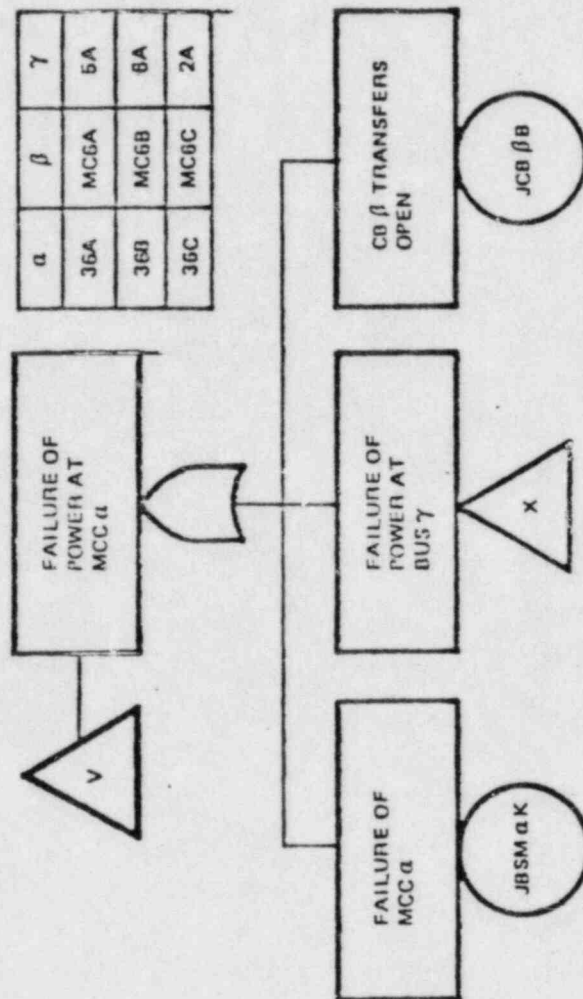 α β γ
36A MC6A 5A
36B MC6B 6A
36C MC6C 2A
V
FAILURE OF
POWER AT
MCC α
FAILURE OF
MCC α
JBSM α K
FAILURE OF
POWER AT
BUS γ
X
CB β TRANSFERS
OPEN
JCB β B